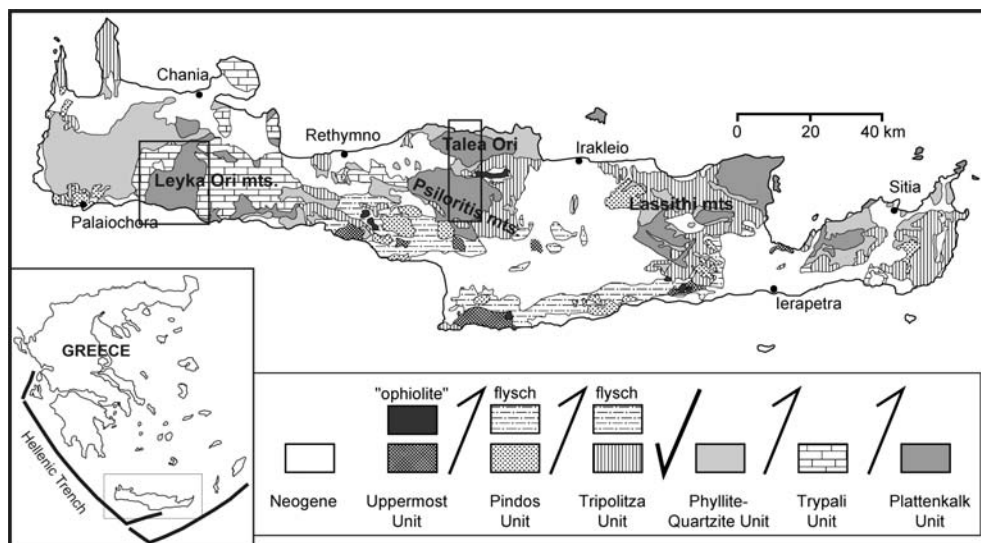 Chania
Rethymno
Talea Ori
Irakleio
0 20 40 km
Leyka Ori mts.
Psiloritis mts.
Lassithi mts
Sitia
Palaiochora
Ierapetra
GREECE
Hellenic Trench
"ophiolite"
flysch
flysch
Neogene
Uppermost
Unit
Pindos
Unit
Tripolitza
Unit
Phyllite-
Quartzite Unit
Trypali
Unit
Plattenkalk
Unit